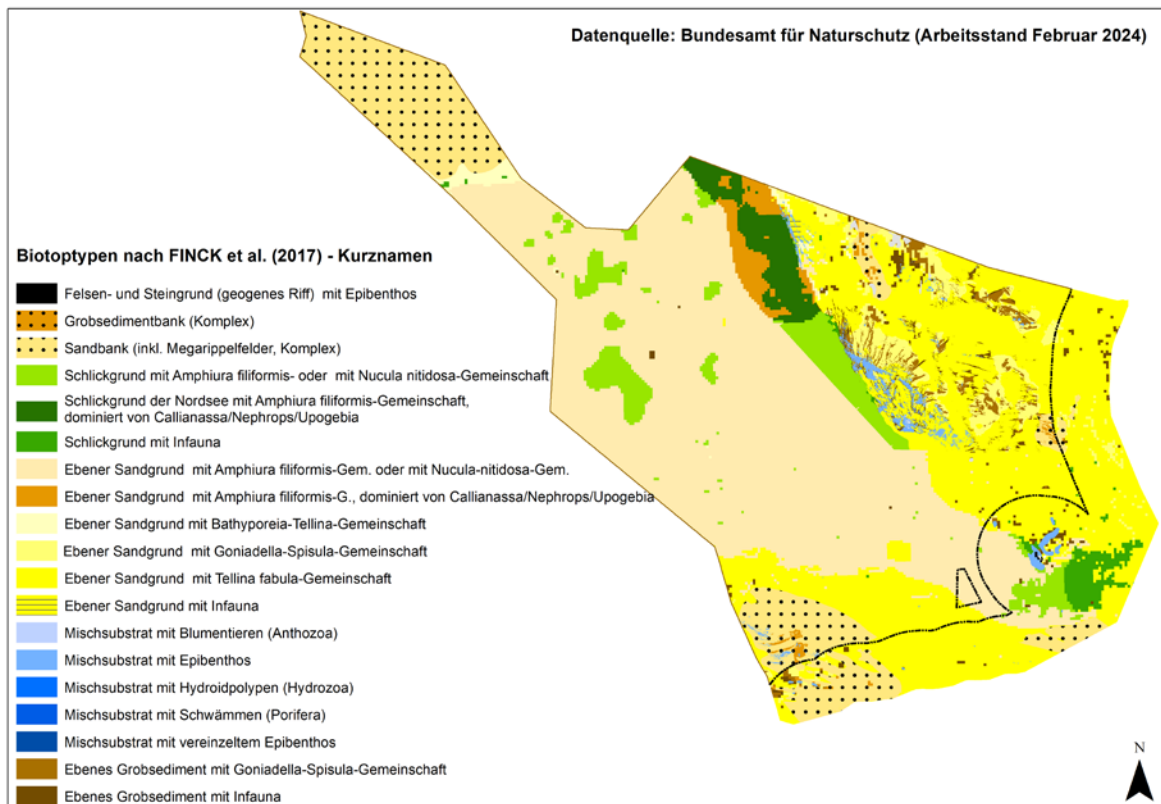 Datenquelle: Bundesamt für Naturschutz (Arbeitsstand Februar 2024)
Biotoptypen nach FINCK et al. (2017) - Kurznamen
Felsen- und Steingrund (geogenes Riff) mit Epibenthos
Grobsedimentbank (Komplex)
Sandbank (inkl. Megarippelfelder, Komplex)
Schlickgrund mit Amphiura filiformis- oder mit Nucula nitidosa-Gemeinschaft
Schlickgrund der Nordsee mit Amphiura filiformis-Gemeinschaft,
dominiert von Callianassa/Nephrops/Upogebia
Schlickgrund mit Infauna
Ebener Sandgrund mit Amphiura filiformis-Gem. oder mit Nucula-nitidosa-Gem.
Ebener Sandgrund mit Amphiura filiformis-G., dominiert von Callianassa/Nephrops/Upogebia
Ebener Sandgrund mit Bathyporeia-Tellina-Gemeinschaft
Ebener Sandgrund mit Goniadella-Spisula-Gemeinschaft
Ebener Sandgrund mit Tellina fabula-Gemeinschaft
Ebener Sandgrund mit Infauna
Mischsubstrat mit Blumentieren (Anthozoa)
Mischsubstrat mit Epibenthos
Mischsubstrat mit Hydroidpolypen (Hydrozoa)
Mischsubstrat mit Schwämmen (Porifera)
Mischsubstrat mit vereinzeltem Epibenthos
Ebenes Grobsediment mit Goniadella-Spisula-Gemeinschaft
Ebenes Grobsediment mit Infauna
N